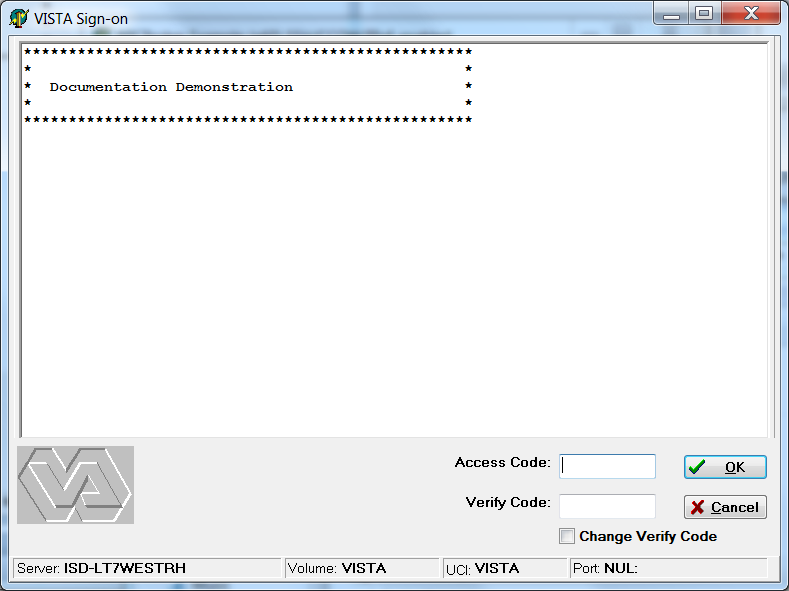 VISTA Sign-on
**************************************************
*                                                *
*  Documentation Demonstration                   *
*                                                *
**************************************************
Access Code:
OK
Verify Code:
Cancel
Change Verify Code
Server: ISD-LT7WESTRH Volume: VISTA UCI: VISTA Port: NUL: